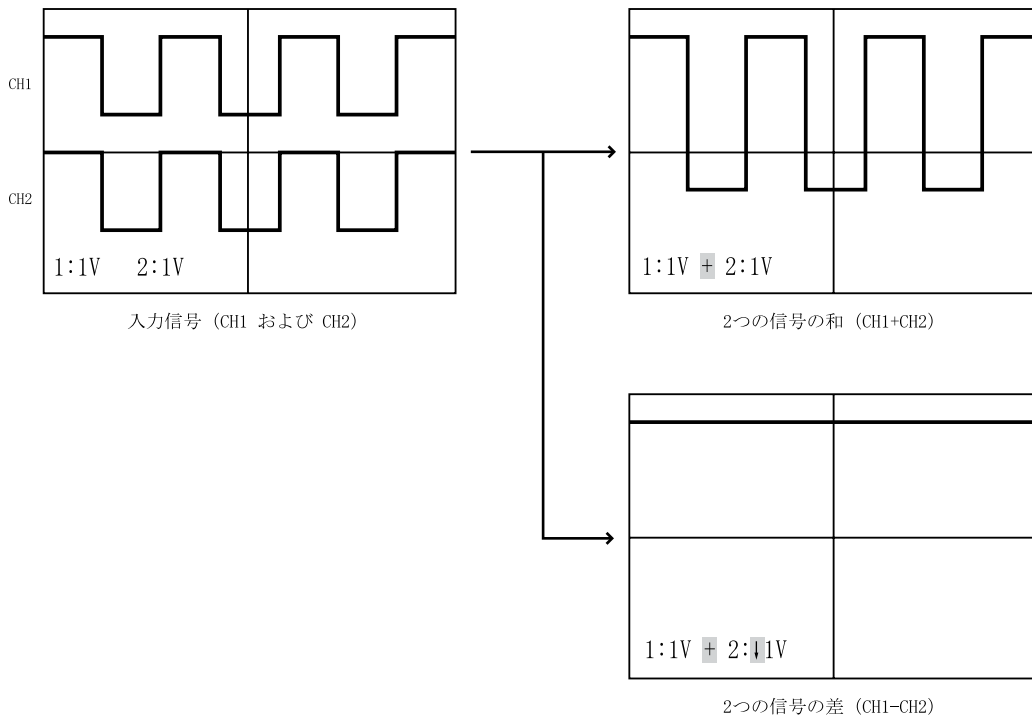 CH1
CH2
1:1V 2:1V
入力信号 (CH1 および CH2)
1:1V + 2:1V
2つの信号の和 (CH1+CH2)
1:1V + 2:↓1V
2つの信号の差 (CH1-CH2)